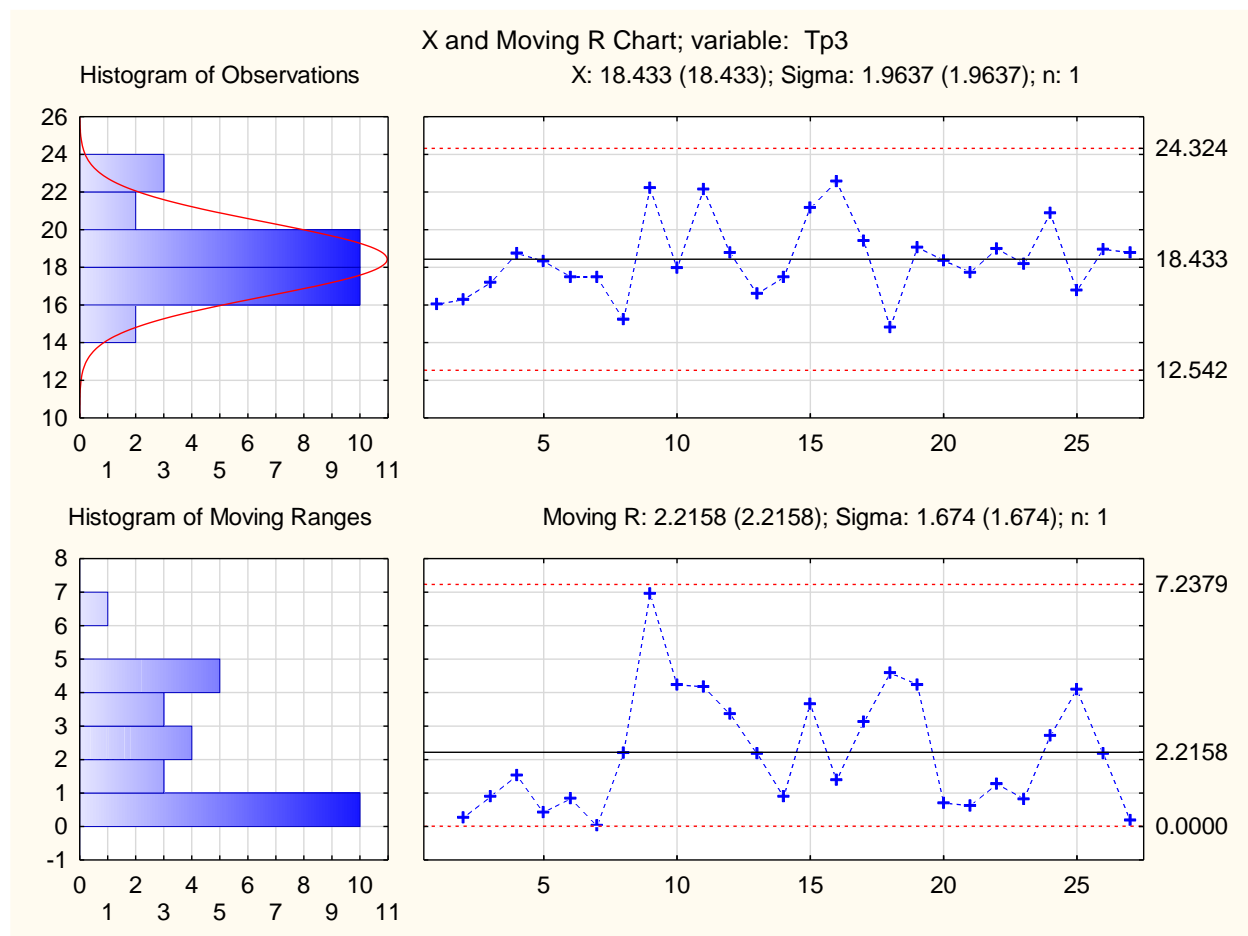 X and Moving R Chart; variable:  Tp3
Histogram of Observations
X: 18.433 (18.433); Sigma: 1.9637 (1.9637); n: 1
26
24
22
20
18
16
14
12
10
0 2 4 6 8 10
1 3 5 7 9 11
24.324
18.433
12.542
5 10 15 20 25
Histogram of Moving Ranges
Moving R: 2.2158 (2.2158); Sigma: 1.674 (1.674); n: 1
8
7
6
5
4
3
2
1
0
-1
0 2 4 6 8 10
1 3 5 7 9 11
7.2379
2.2158
0.0000
5 10 15 20 25